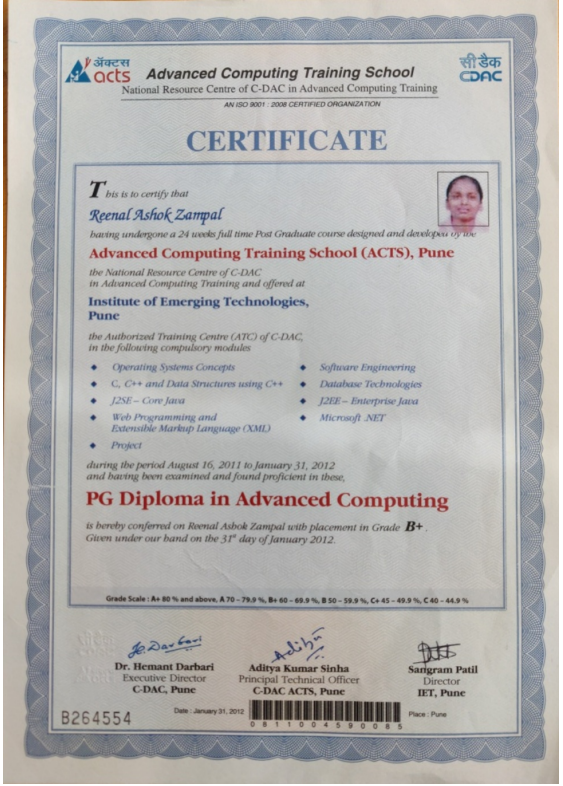 अ‍ॅक्टस
acts
सी डैक
CDAC
Advanced Computing Training School
National Resource Centre of C-DAC in Advanced Computing Training
AN ISO 9001 : 2008 CERTIFIED ORGANIZATION
CERTIFICATE
This is to certify that
Reenal Ashok Zampal
having undergone a 24 weeks full time Post Graduate course designed and developed by the
Advanced Computing Training School (ACTS), Pune
the National Resource Centre of C-DAC
in Advanced Computing Training and offered at
Institute of Emerging Technologies,
Pune
the Authorized Training Centre (ATC) of C-DAC,
in the following compulsory modules
Operating Systems Concepts
C, C++ and Data Structures using C++
J2SE – Core Java
Web Programming and
Extensible Markup Language (XML)
Project
Software Engineering
Database Technologies
J2EE – Enterprise Java
Microsoft .NET
during the period August 16, 2011 to January 31, 2012
and having been examined and found proficient in these,
PG Diploma in Advanced Computing
is hereby conferred on Reenal Ashok Zampal with placement in Grade B+ .
Given under our hand on the 31st day of January 2012.
Grade Scale : A+ 80 % and above, A 70 – 79.9 %, B+ 60 – 69.9 %, B 50 – 59.9 %, C+ 45 – 49.9 %, C 40 – 44.9 %
Dr. Hemant Darbari
Executive Director
C-DAC, Pune
Aditya Kumar Sinha
Principal Technical Officer
C-DAC ACTS, Pune
Sangram Patil
Director
IET, Pune
B264554
Date : January 31, 2012
0811004590085
Place : Pune